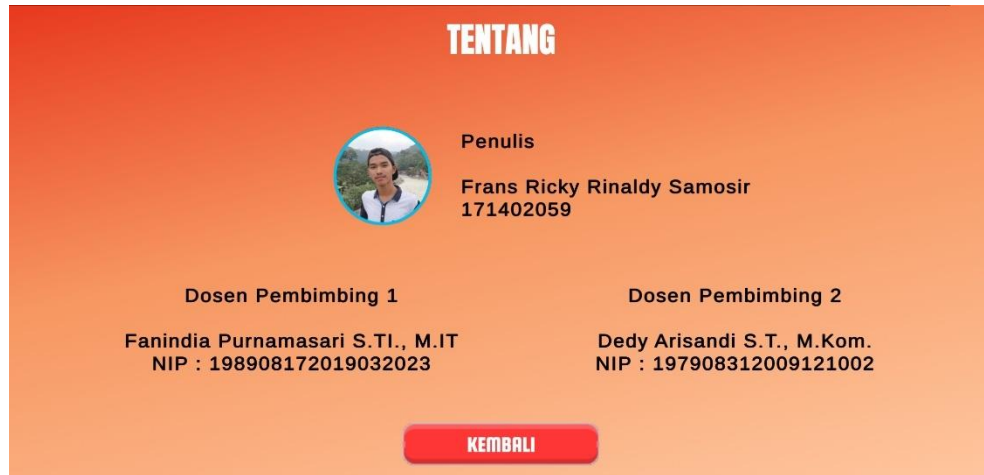 TENTANG
Penulis
Frans Ricky Rinaldy Samosir
171402059
Dosen Pembimbing 1
Fanindia Purnamasari S.TI., M.IT
NIP : 198908172019032023
Dosen Pembimbing 2
Dedy Arisandi S.T., M.Kom.
NIP : 197908312009121002
KEMBALI